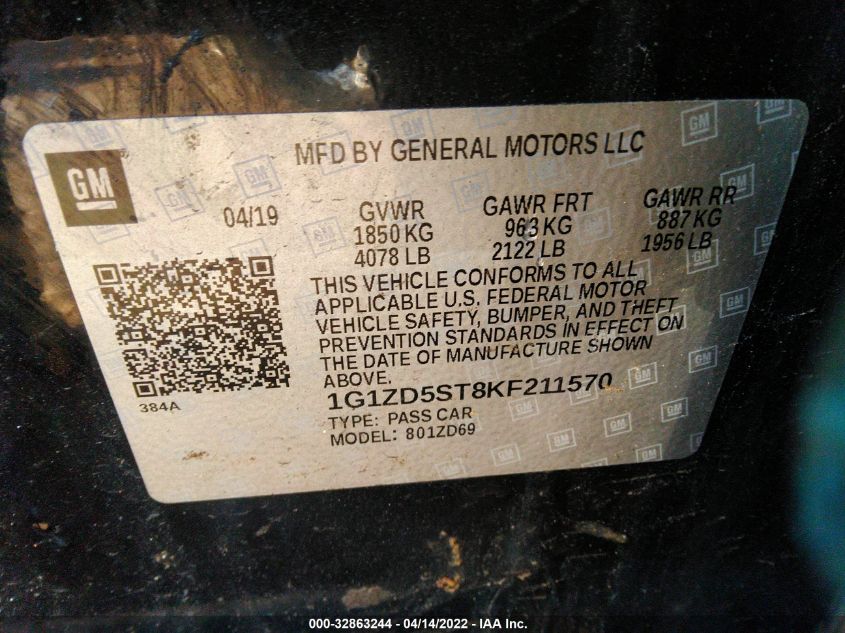 GM
MFD BY GENERAL MOTORS LLC
04/19
GVWR
1850 KG
4078 LB
GAWR FRT
963 KG
2122 LB
GAWR RR
887 KG
1956 LB
THIS VEHICLE CONFORMS TO ALL
APPLICABLE U.S. FEDERAL MOTOR
VEHICLE SAFETY, BUMPER, AND THEFT
PREVENTION STANDARDS IN EFFECT ON
THE DATE OF MANUFACTURE SHOWN
ABOVE.
384A
1G1ZD5ST8KF211570
TYPE: PASS CAR
MODEL: 801ZD69
000-32863244 - 04/14/2022 - IAA Inc.